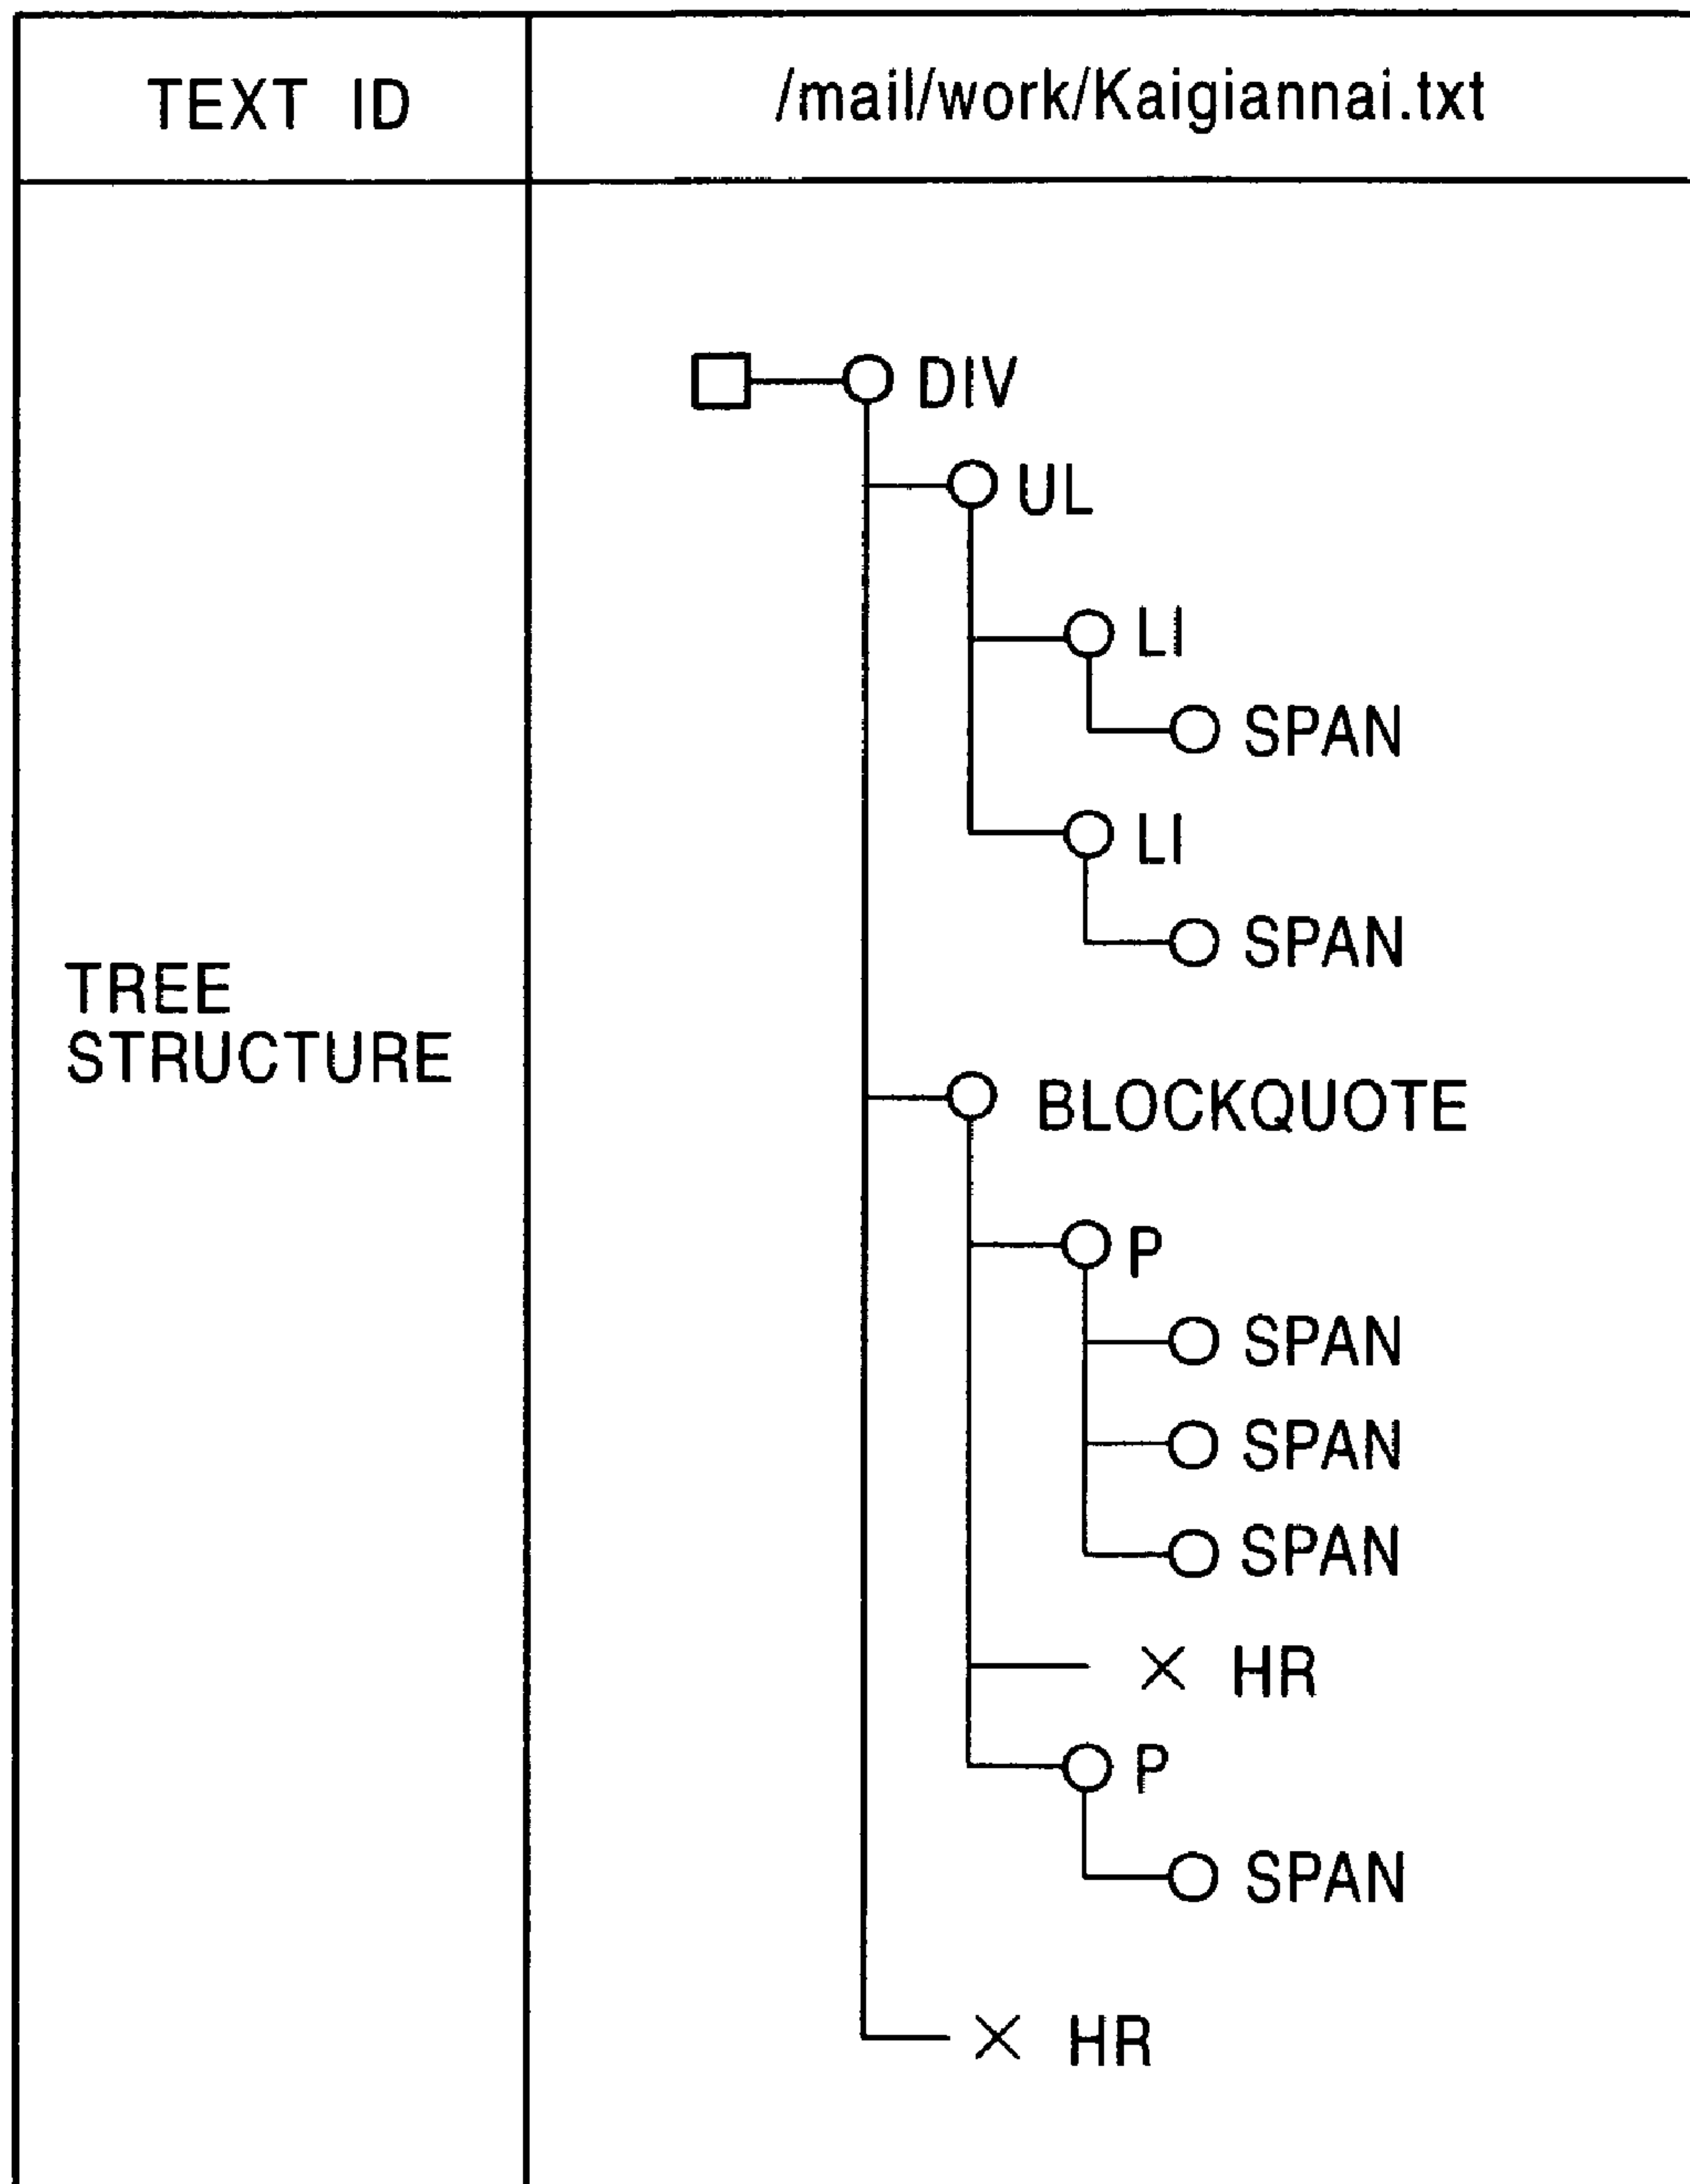 TEXT ID
/mail/work/Kaigiannai.txt
TREE
STRUCTURE
DIV
UL
LI
SPAN
LI
SPAN
BLOCKQUOTE
P
SPAN
SPAN
SPAN
HR
P
SPAN
HR